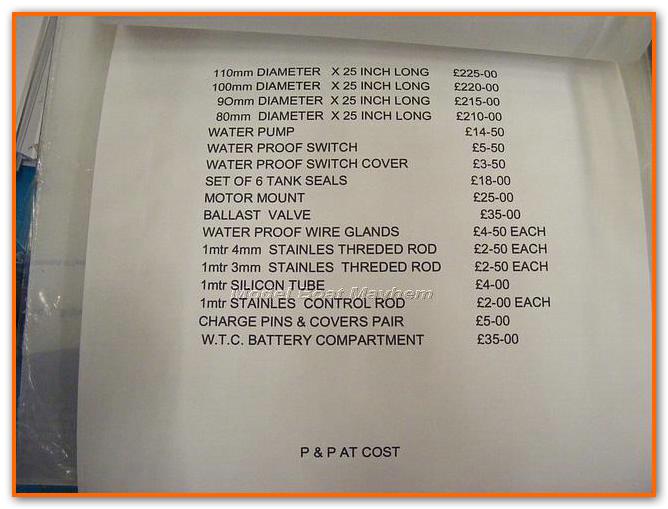 110mm DIAMETER X 25 INCH LONG £225-00
100mm DIAMETER X 25 INCH LONG £220-00
9Omm DIAMETER X 25 INCH LONG £215-00
80mm DIAMETER X 25 INCH LONG £210-00
WATER PUMP £14-50
WATER PROOF SWITCH £5-50
WATER PROOF SWITCH COVER £3-50
SET OF 6 TANK SEALS £18-00
MOTOR MOUNT £25-00
BALLAST VALVE £35-00
WATER PROOF WIRE GLANDS £4-50 EACH
1mtr 4mm STAINLES THREDED ROD £2-50 EACH
1mtr 3mm STAINLES THREDED ROD £2-50 EACH
1mtr SILICON TUBE £4-00
Model Boat Mayhem
1mtr STAINLES CONTROL ROD £2-00 EACH
CHARGE PINS & COVERS PAIR £5-00
W.T.C. BATTERY COMPARTMENT £35-00
P & P AT COST